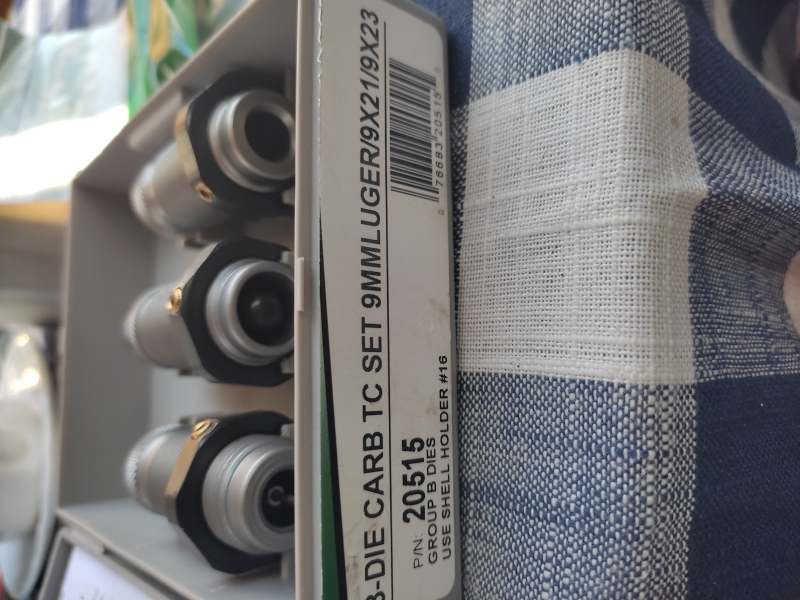 3-DIE CARB TC SET 9MMLUGER/9X21/9X23
P/N: 20515
GROUP B DIES
USE SHELL HOLDER #16
0 76683 20515 6